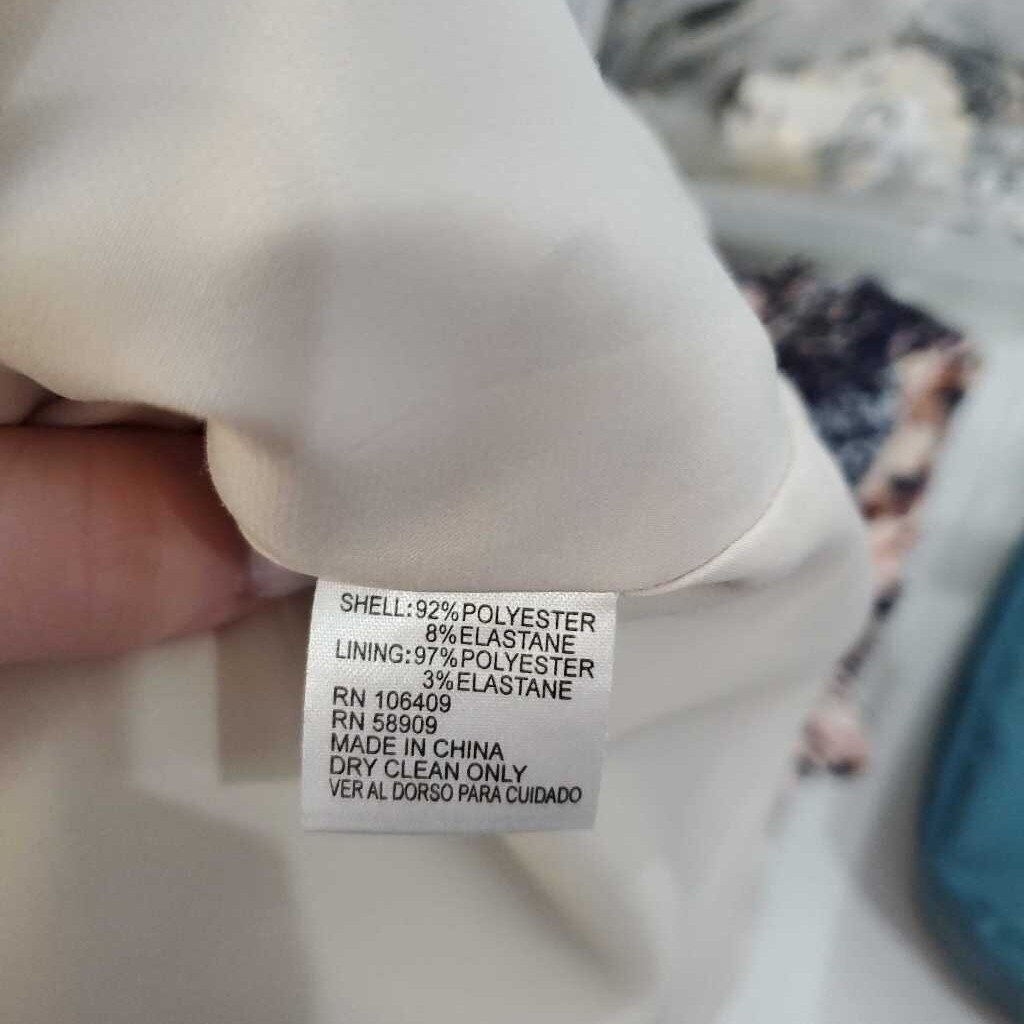 SHELL:92%POLYESTER
8%ELASTANE
LINING:97%POLYESTER
3%ELASTANE
RN 106409
RN 58909
MADE IN CHINA
DRY CLEAN ONLY
VER AL DORSO PARA CUIDADO